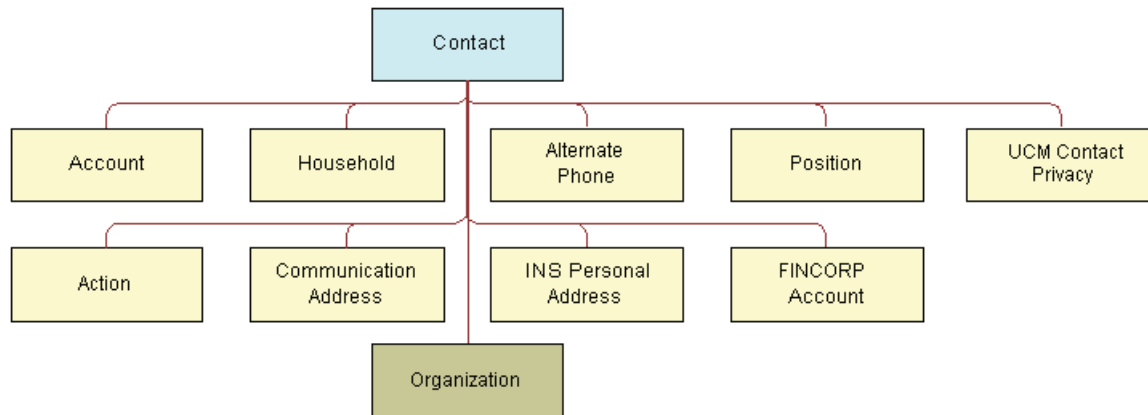 Contact
Account
Household
Alternate
Phone
Position
UCM Contact
Privacy
Action
Communication
Address
INS Personal
Address
FINCORP
Account
Organization